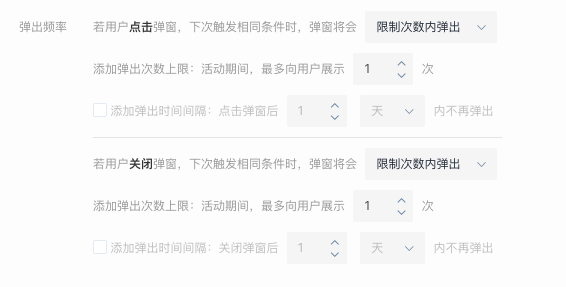 弹出频率 若用户点击弹窗，下次触发相同条件时，弹窗将会 限制次数内弹出
添加弹出次数上限：活动期间，最多向用户展示 1 次
添加弹出时间间隔：点击弹窗后 1 天 内不再弹出
若用户关闭弹窗，下次触发相同条件时，弹窗将会 限制次数内弹出
添加弹出次数上限：活动期间，最多向用户展示 1 次
添加弹出时间间隔：关闭弹窗后 1 天 内不再弹出